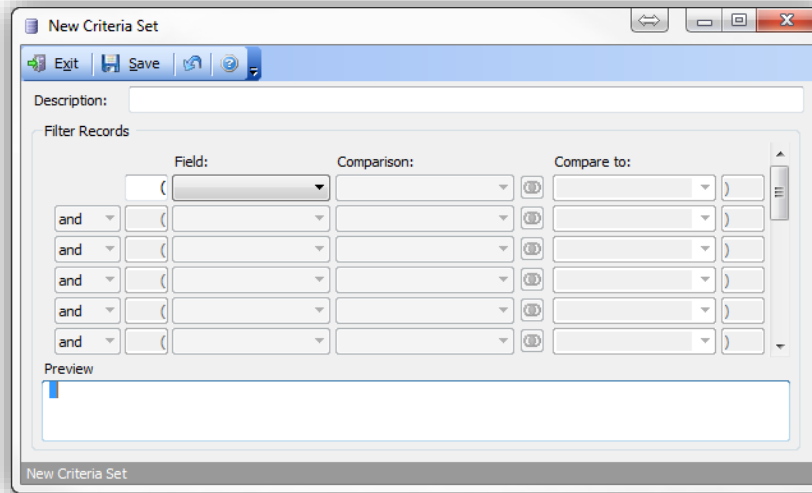 New Criteria Set
Exit Save
Description:
Filter Records
Field: Comparison: Compare to:
( )
and ( )
and ( )
and ( )
and ( )
and ( )
Preview
New Criteria Set